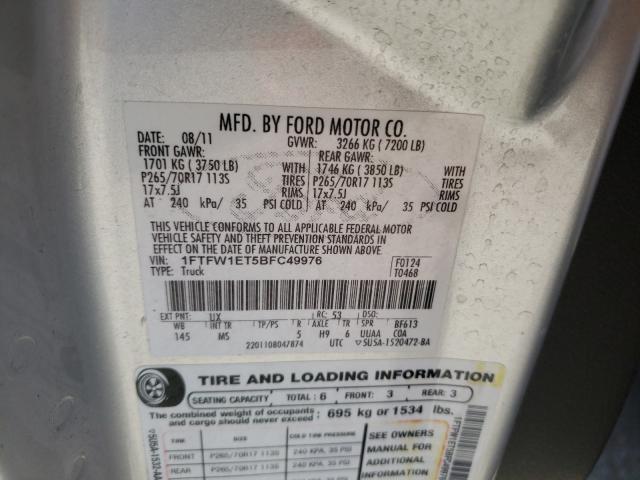 MFD. BY FORD MOTOR CO.
DATE: 08/11 GVWR: 3266 KG ( 7200 LB)
FRONT GAWR: REAR GAWR:
1701 KG ( 3750 LB) WITH 1746 KG ( 3850 LB) WITH
P265/70R17 113S TIRES P265/70R17 113S TIRES
17x7.5J RIMS 17x7.5J RIMS
AT 240 kPa/ 35 PSI COLD AT 240 kPa/ 35 PSI COLD
THIS VEHICLE CONFORMS TO ALL APPLICABLE FEDERAL MOTOR
VEHICLE SAFETY AND THEFT PREVENTION STANDARDS IN
EFFECT ON THE DATE OF MANUFACTURE SHOWN ABOVE.
VIN: 1FTFW1ET5BFC49976 F0124
TYPE: Truck T0468
EXT PNT: UX RC: 53 DSO:
WB INT TR TP/PS R AXLE TR SPR BF613
145 MS 5 H9 6 UUAA COA
2201108047874 UTC ▽5U5A-1520472-BA
TIRE AND LOADING INFORMATION
SEATING CAPACITY TOTAL : 6 FRONT : 3 REAR : 3
The combined weight of occupants
and cargo should never exceed : 695 kg or 1534 lbs.
TIRE SIZE COLD TIRE PRESSURE SEE OWNERS
FRONT P265/70R17 113S 240 KPA, 35 PSI MANUAL FOR
REAR P265/70R17 113S 240 KPA, 35 PSI ADDITIONAL
INFORMATION